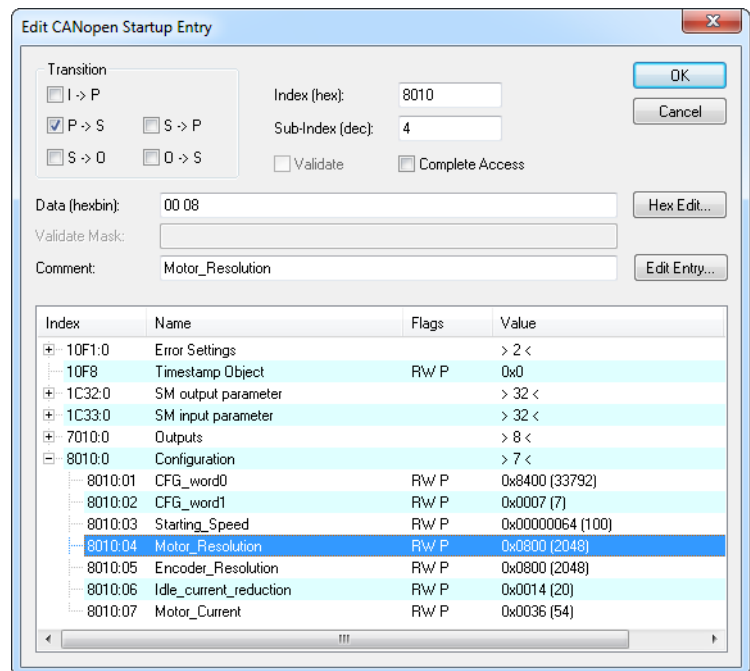 Edit CANopen Startup Entry
Transition
I -> P
P -> S
S -> P
S -> O
O -> S
Index (hex):
8010
Sub-Index (dec):
4
Validate
Complete Access
OK
Cancel
Data (hexbin):
00 08
Hex Edit...
Validate Mask:
Comment:
Motor_Resolution
Edit Entry...
Index Name Flags Value
10F1:0 Error Settings > 2 <
10F8 Timestamp Object RW P 0x0
1C32:0 SM output parameter > 32 <
1C33:0 SM input parameter > 32 <
7010:0 Outputs > 8 <
8010:0 Configuration > 7 <
8010:01 CFG_word0 RW P 0x8400 (33792)
8010:02 CFG_word1 RW P 0x0007 (7)
8010:03 Starting_Speed RW P 0x00000064 (100)
8010:04 Motor_Resolution RW P 0x0800 (2048)
8010:05 Encoder_Resolution RW P 0x0800 (2048)
8010:06 Idle_current_reduction RW P 0x0014 (20)
8010:07 Motor_Current RW P 0x0036 (54)